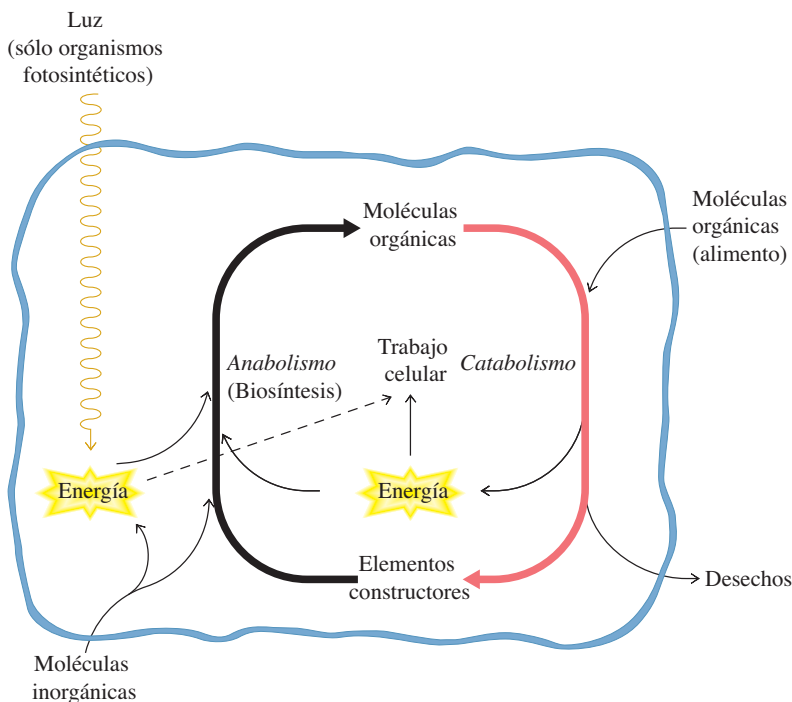 Luz
(sólo organismos
fotosintéticos)
Moléculas
orgánicas
Moléculas
orgánicas
(alimento)
Anabolismo
(Biosíntesis)
Trabajo
celular
Catabolismo
Energía
Energía
Elementos
constructores
Desechos
Moléculas
inorgánicas